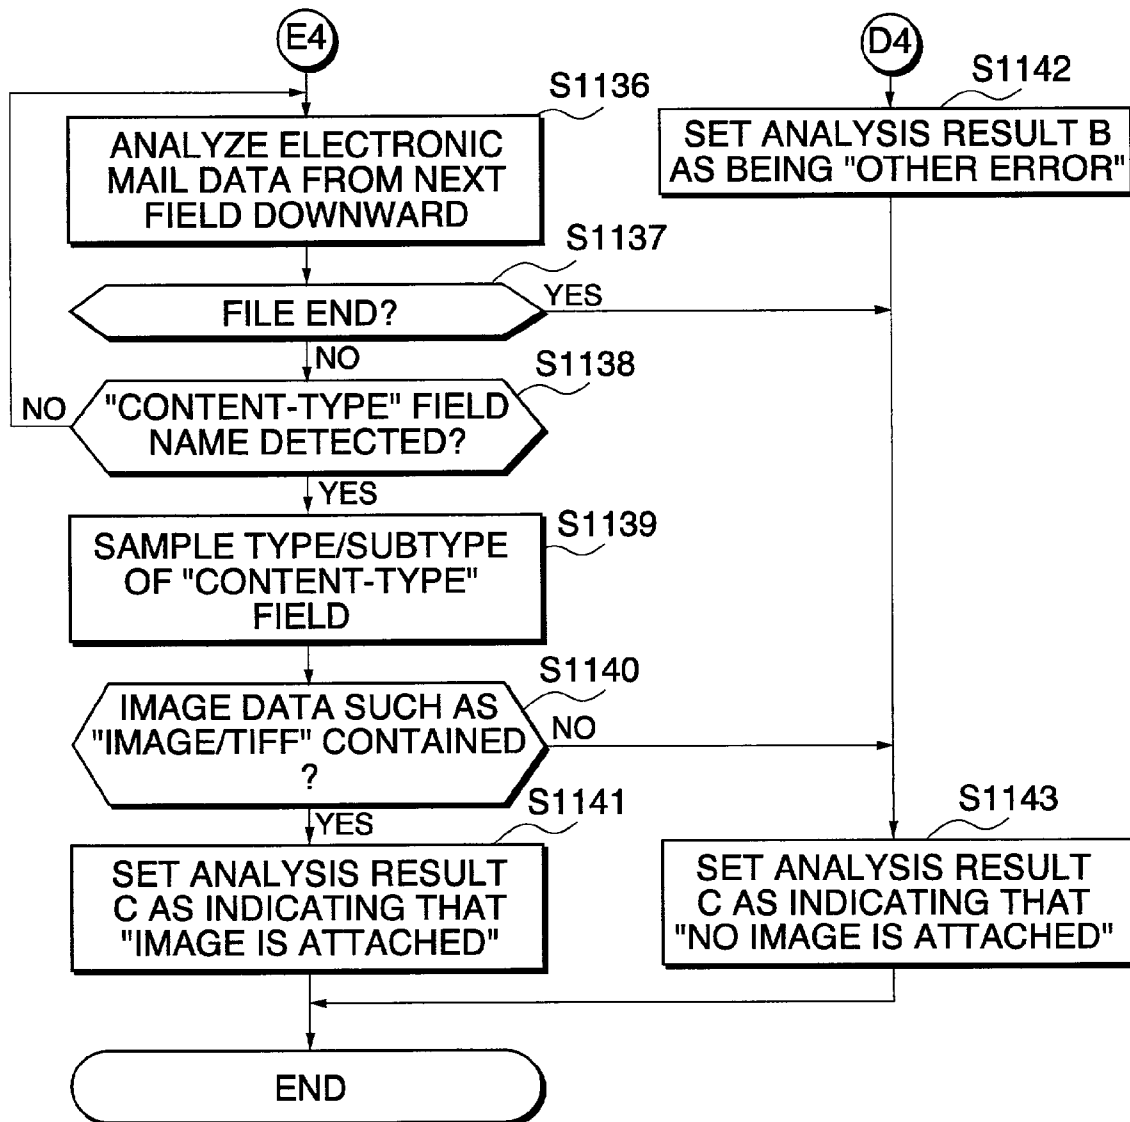 E4
S1136
ANALYZE ELECTRONIC
MAIL DATA FROM NEXT
FIELD DOWNWARD
S1137
FILE END?
YES
NO
S1138
NO
"CONTENT-TYPE" FIELD
NAME DETECTED?
YES
S1139
SAMPLE TYPE/SUBTYPE
OF "CONTENT-TYPE"
FIELD
S1140
IMAGE DATA SUCH AS
"IMAGE/TIFF" CONTAINED
?
NO
YES
S1141
SET ANALYSIS RESULT
C AS INDICATING THAT
"IMAGE IS ATTACHED"
D4
S1142
SET ANALYSIS RESULT B
AS BEING "OTHER ERROR"
S1143
SET ANALYSIS RESULT
C AS INDICATING THAT
"NO IMAGE IS ATTACHED"
END